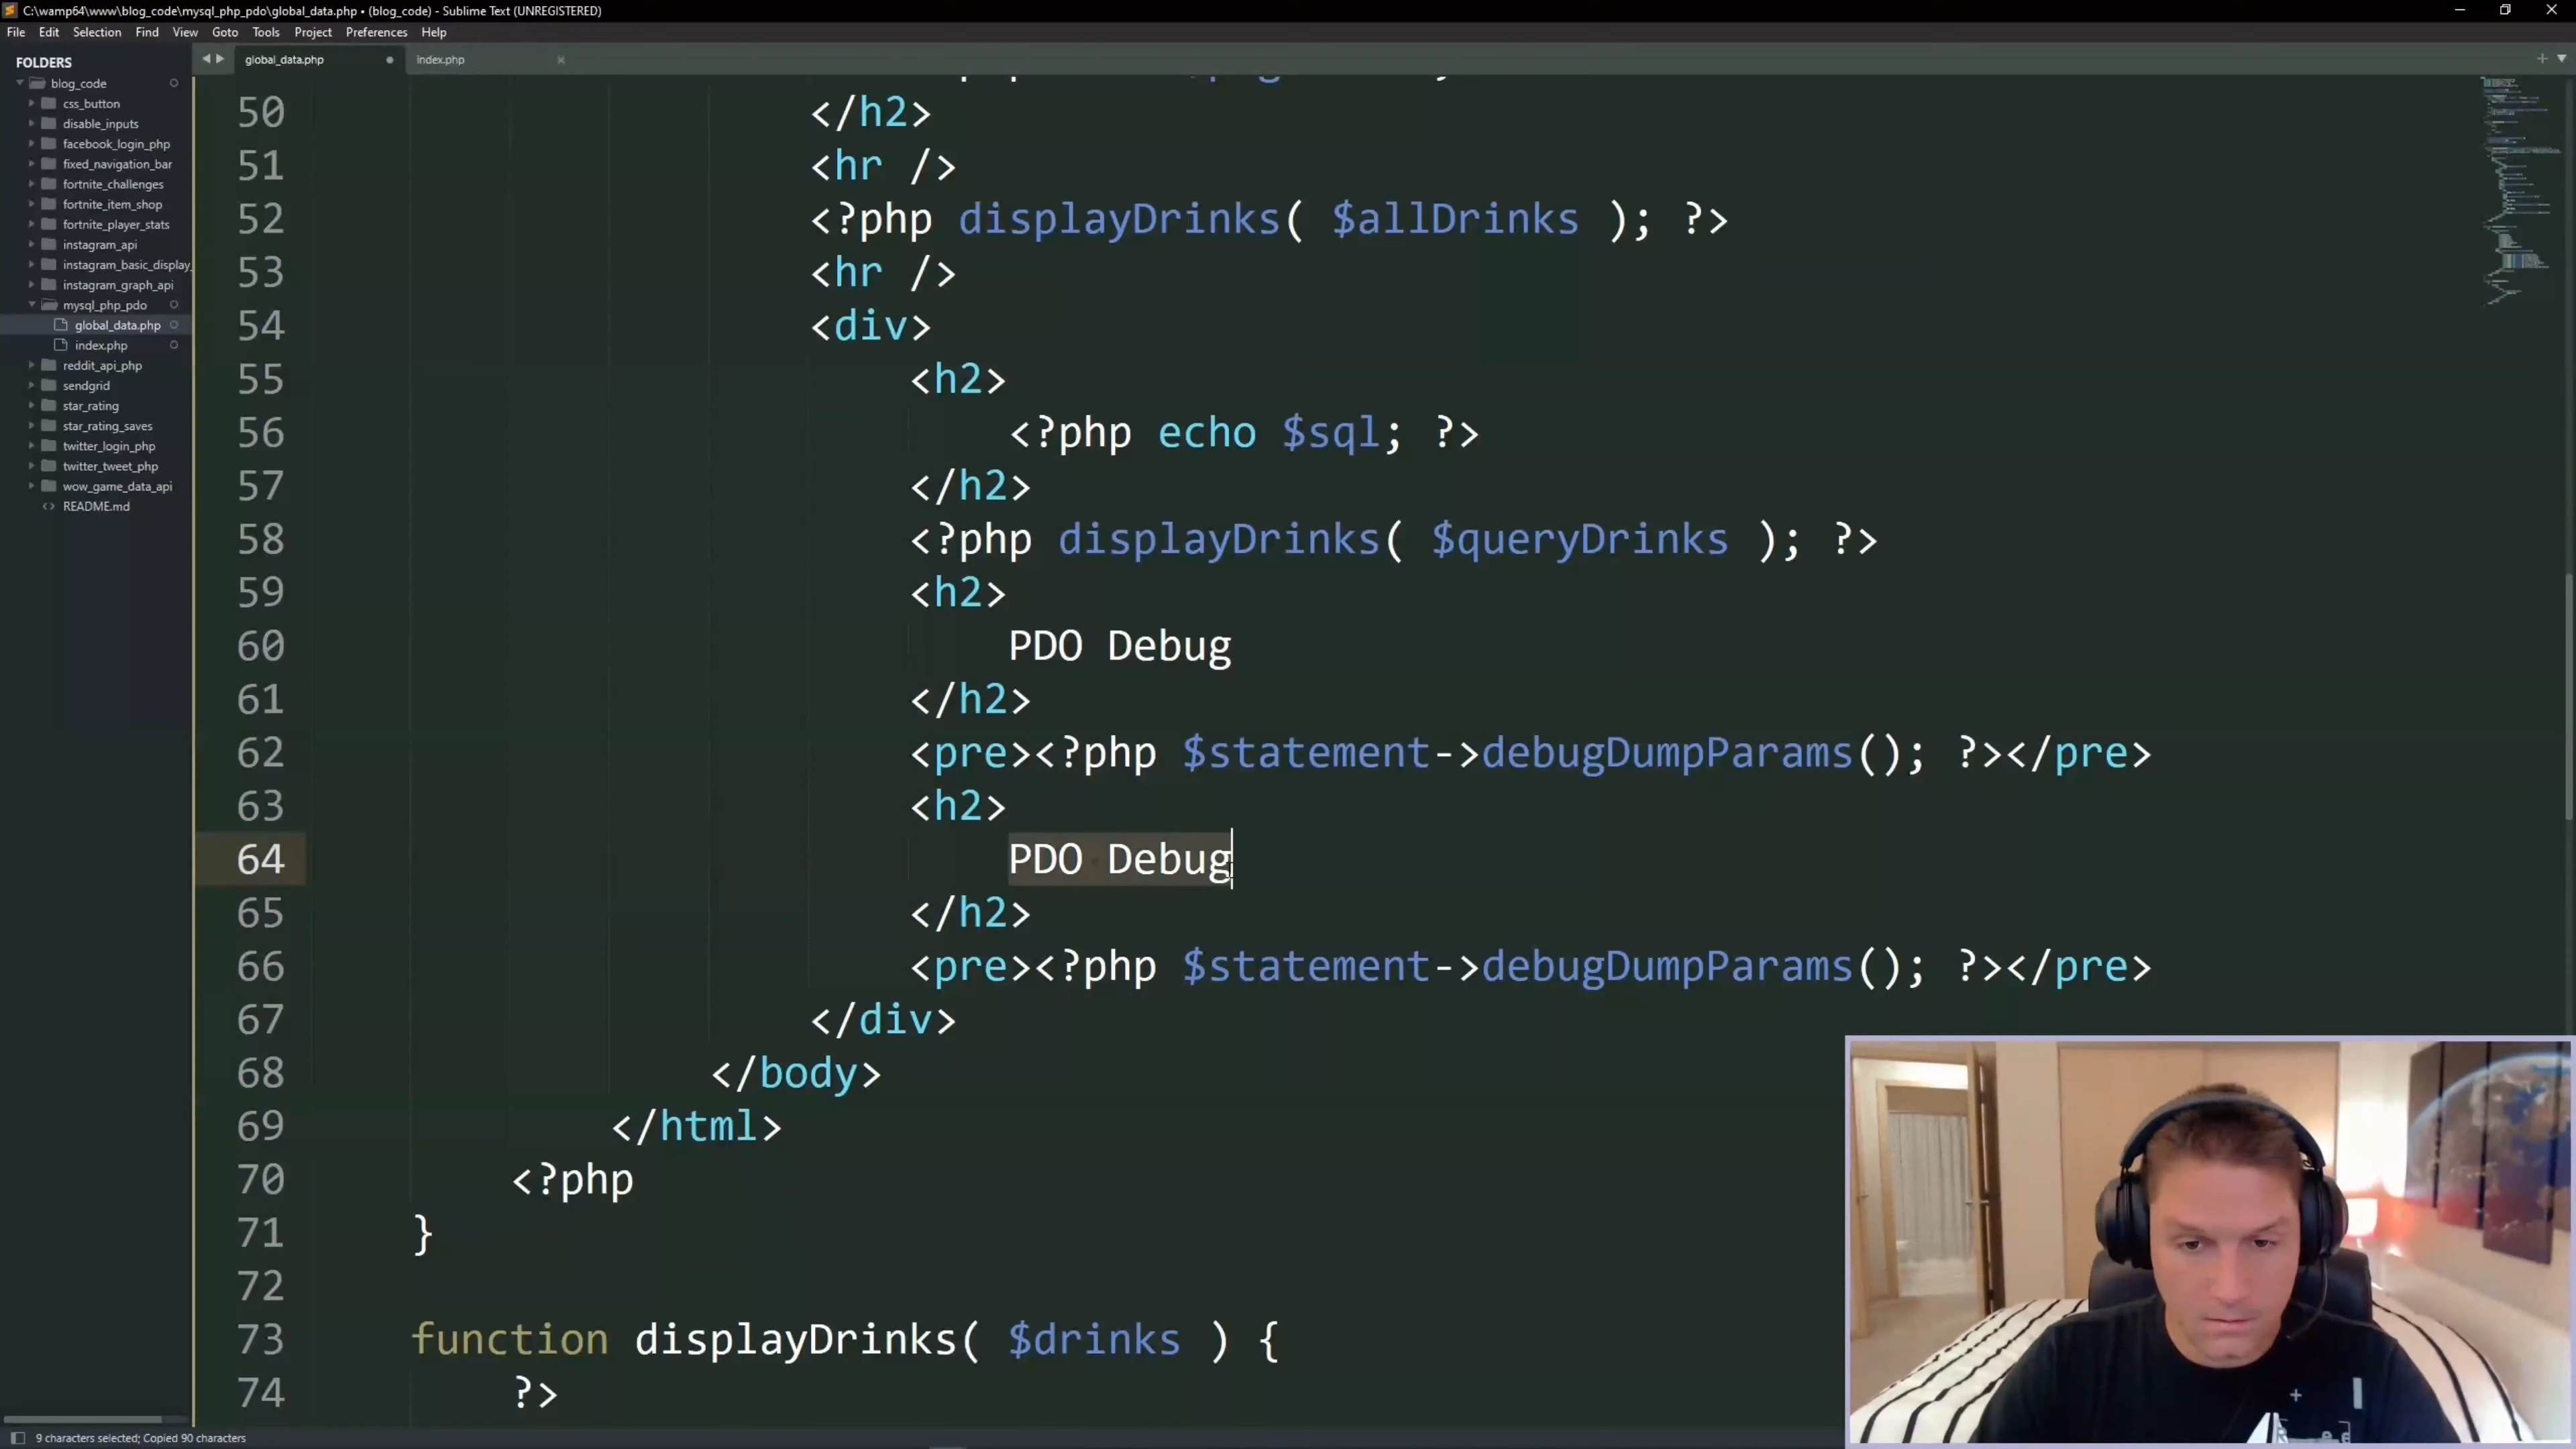 C:\wamp64\www\blog_code\mysql_php_pdo\global_data.php • (blog_code) - Sublime Text (UNREGISTERED)
File Edit Selection Find View Goto Tools Project Preferences Help
FOLDERS
blog_code
css_button
disable_inputs
facebook_login_php
fixed_navigation_bar
fortnite_challenges
fortnite_item_shop
fortnite_player_stats
instagram_api
instagram_basic_display_
instagram_graph_api
mysql_php_pdo
global_data.php
index.php
reddit_api_php
sendgrid
star_rating
star_rating_saves
twitter_login_php
twitter_tweet_php
wow_game_data_api
<> README.md
global_data.php index.php
50 </h2>
51 <hr />
52 <?php displayDrinks( $allDrinks ); ?>
53 <hr />
54 <div>
55 <h2>
56 <?php echo $sql; ?>
57 </h2>
58 <?php displayDrinks( $queryDrinks ); ?>
59 <h2>
60 PDO Debug
61 </h2>
62 <pre><?php $statement->debugDumpParams(); ?></pre>
63 <h2>
64 PDO Debug
65 </h2>
66 <pre><?php $statement->debugDumpParams(); ?></pre>
67 </div>
68 </body>
69 </html>
70 <?php
71 }
72
73 function displayDrinks( $drinks ) {
74 ?>
9 characters selected; Copied 90 characters